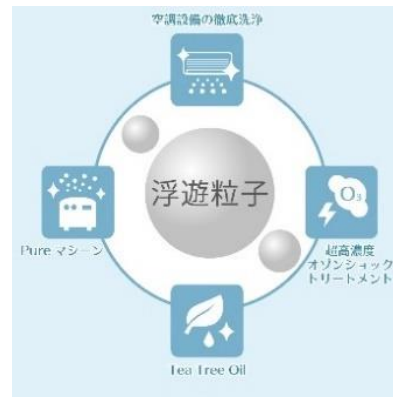 空調設備の徹底洗浄
浮遊粒子
O₃
Pure マシーン
超高濃度
オゾンショック
トリートメント
Tea Tree Oil